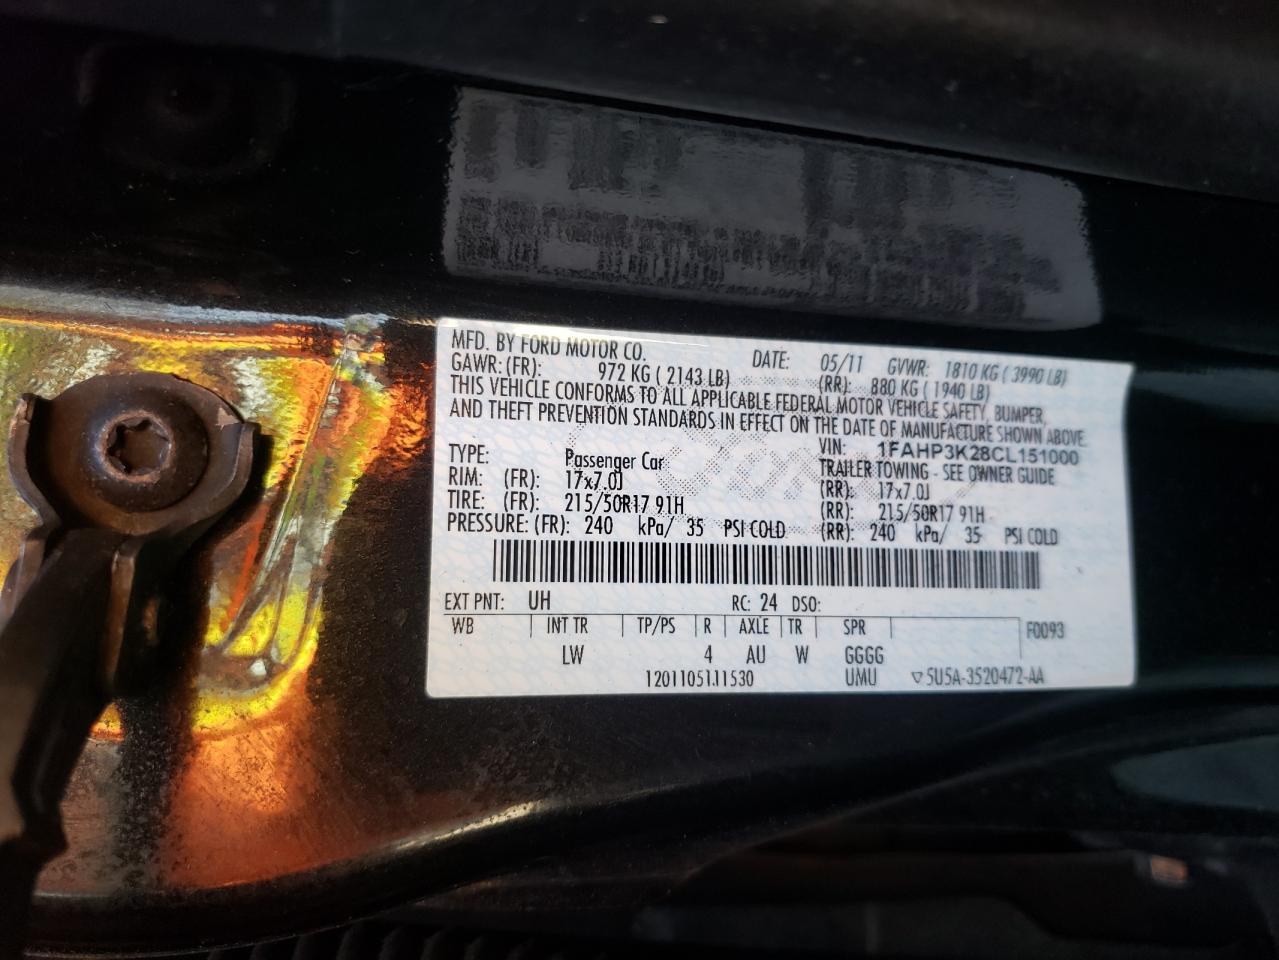 MFD. BY FORD MOTOR CO. DATE: 05/11 GVWR: 1810 KG ( 3990 LB)
GAWR: (FR): 972 KG ( 2143 LB) (RR): 880 KG ( 1940 LB)
THIS VEHICLE CONFORMS TO ALL APPLICABLE FEDERAL MOTOR VEHICLE SAFETY, BUMPER,
AND THEFT PREVENTION STANDARDS IN EFFECT ON THE DATE OF MANUFACTURE SHOWN ABOVE.
VIN: 1FAHP3K28CL151000
TYPE: Passenger Car TRAILER TOWING - SEE OWNER GUIDE
RIM: (FR): 17x7.0J (RR): 17x7.0J
TIRE: (FR): 215/50R17 91H (RR): 215/50R17 91H
PRESSURE: (FR): 240 kPa/ 35 PSI COLD (RR): 240 kPa/ 35 PSI COLD
EXT PNT: UH RC: 24 DSO:
WB INT TR TP/PS R AXLE TR SPR F0093
LW 4 AU W GGGG
12011051.11530 UMU ▽5U5A-3520472-AA